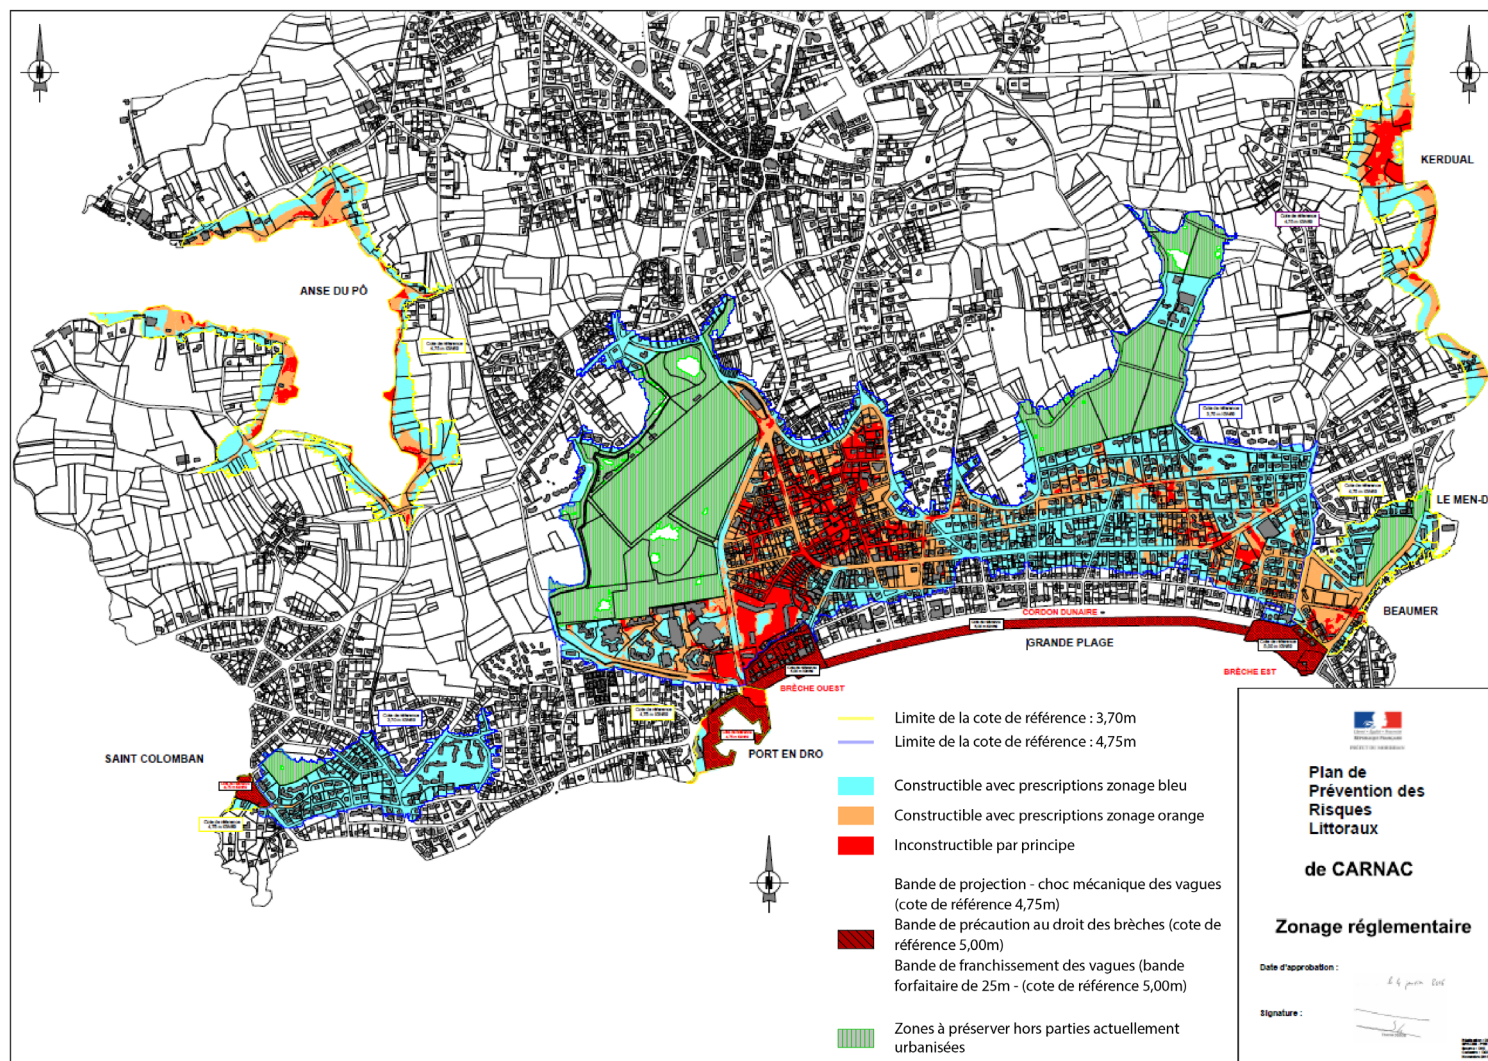 KERDUAL
ANSE DU PÔ
LE MEN-D
BEAUMER
CORDON DUNAIRE
GRANDE PLAGE
BRÈCHE EST
BRÈCHE OUEST
PORT EN DRO
SAINT COLOMBAN
Limite de la cote de référence : 3,70m
Limite de la cote de référence : 4,75m
Constructible avec prescriptions zonage bleu
Constructible avec prescriptions zonage orange
Inconstructible par principe
Bande de projection - choc mécanique des vagues
(cote de référence 4,75m)
Bande de précaution au droit des brèches (cote de
référence 5,00m)
Bande de franchissement des vagues (bande
forfaitaire de 25m - (cote de référence 5,00m)
Zones à préserver hors parties actuellement
urbanisées
Plan de
Prévention des
Risques
Littoraux
de CARNAC
Zonage réglementaire
Date d'approbation :
Signature :